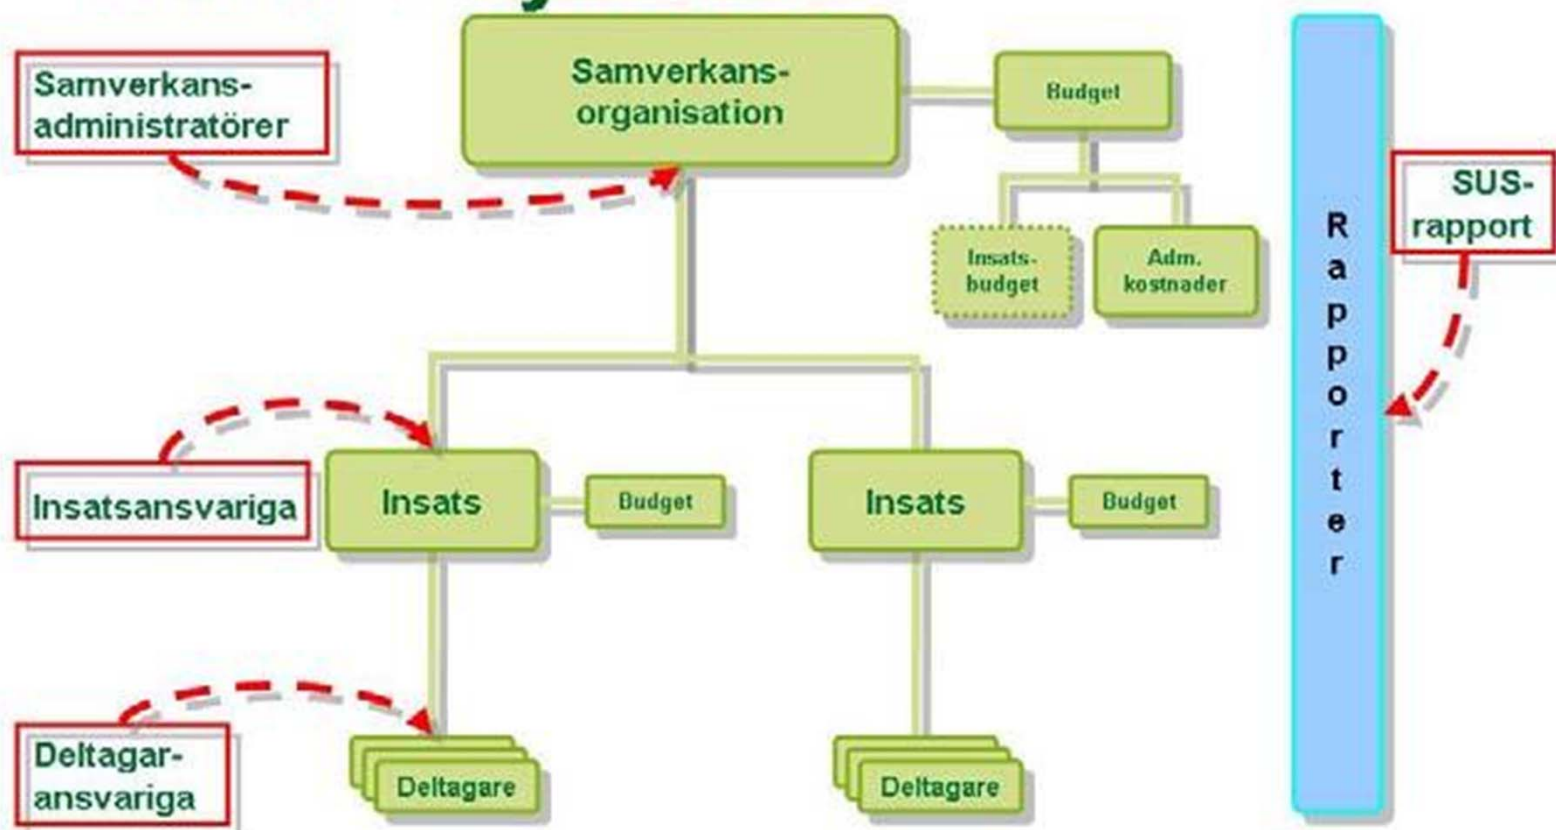 Samverkans-
administratörer
Samverkans-
organisation
Budget
Insats-
budget
Adm.
kostnader
SUS-
rapport
Rapporter
Insatsansvariga
Insats
Budget
Insats
Budget
Deltagar-
ansvariga
Deltagare
Deltagare